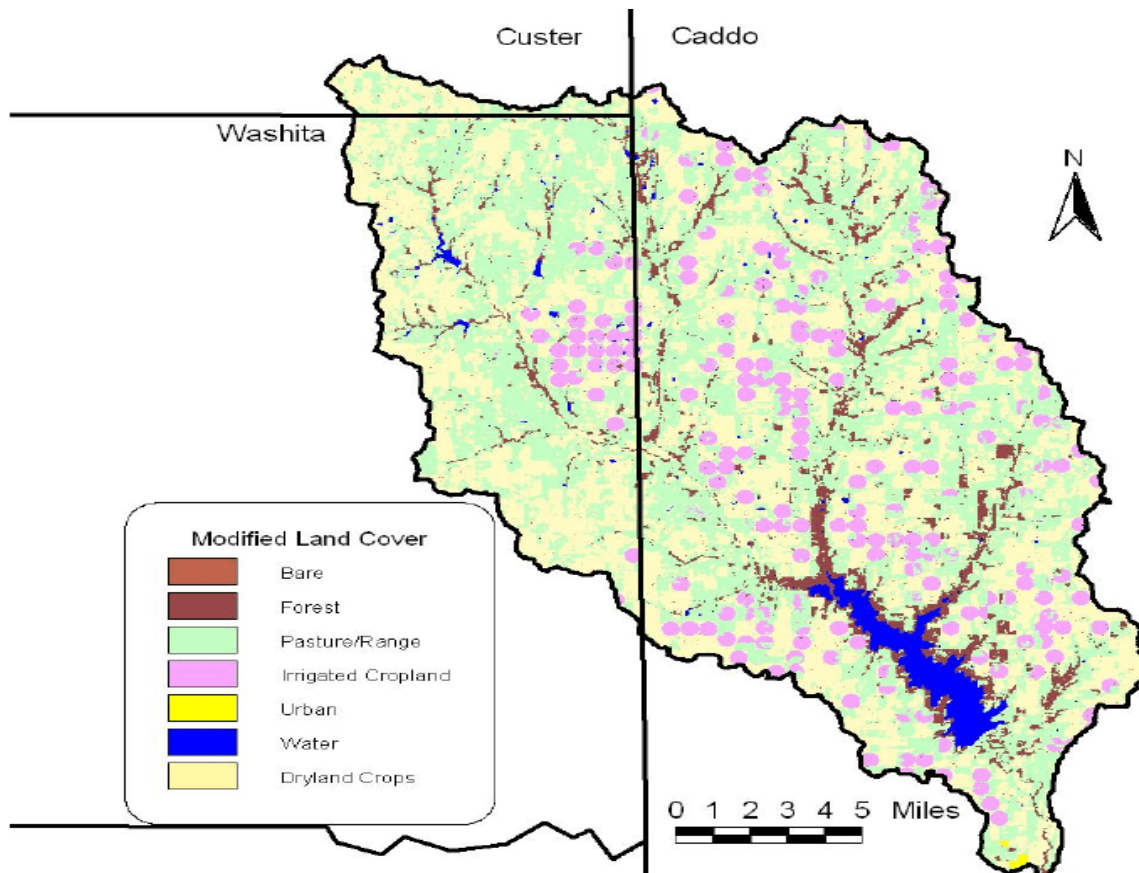 Custer Caddo
Washita
N
Modified Land Cover
Bare
Forest
Pasture/Range
Irrigated Cropland
Urban
Water
Dryland Crops
0 1 2 3 4 5 Miles